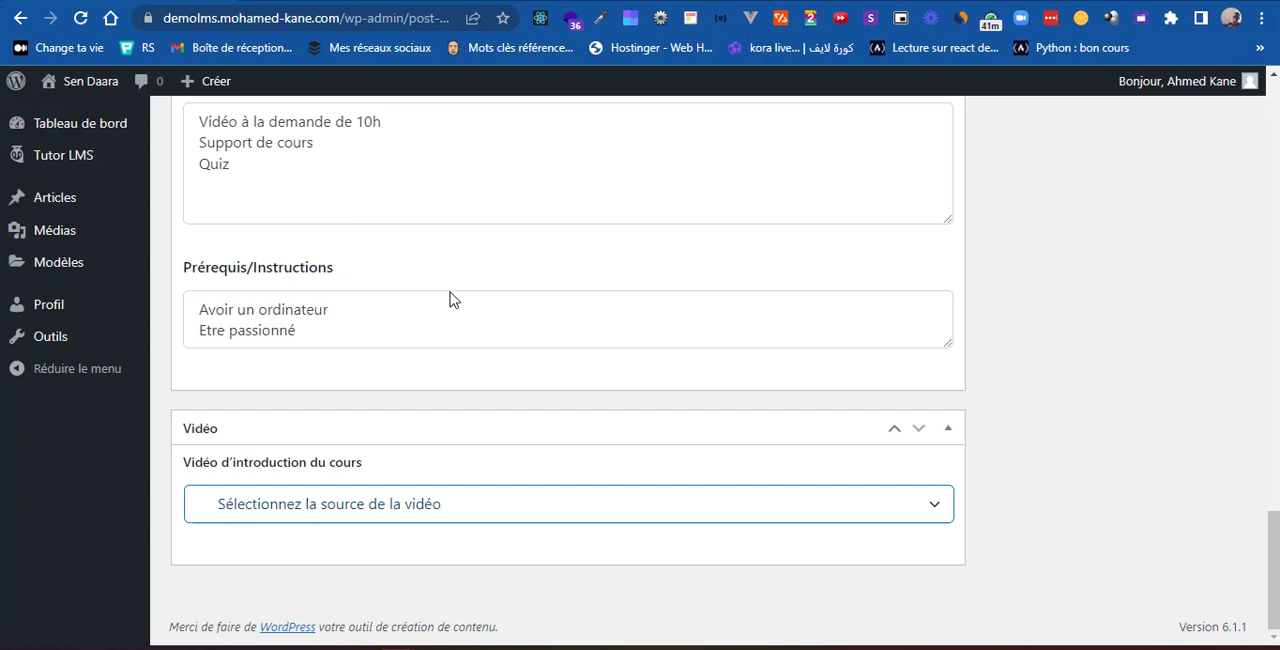 demolms.mohamed-kane.com/wp-admin/post-...
36
41m
Change ta vie
RS
Boîte de réception...
Mes réseaux sociaux
Mots clés référence...
Hostinger - Web H...
kora live... | كورة لايف
Lecture sur react de...
Python : bon cours
»
Sen Daara
0
Créer
Bonjour, Ahmed Kane
Tableau de bord
Tutor LMS
Articles
Médias
Modèles
Profil
Outils
Réduire le menu
Vidéo à la demande de 10h
Support de cours
Quiz
Prérequis/Instructions
Avoir un ordinateur
Etre passionné
Vidéo
Vidéo d’introduction du cours
Sélectionnez la source de la vidéo
Merci de faire de WordPress votre outil de création de contenu.
Version 6.1.1